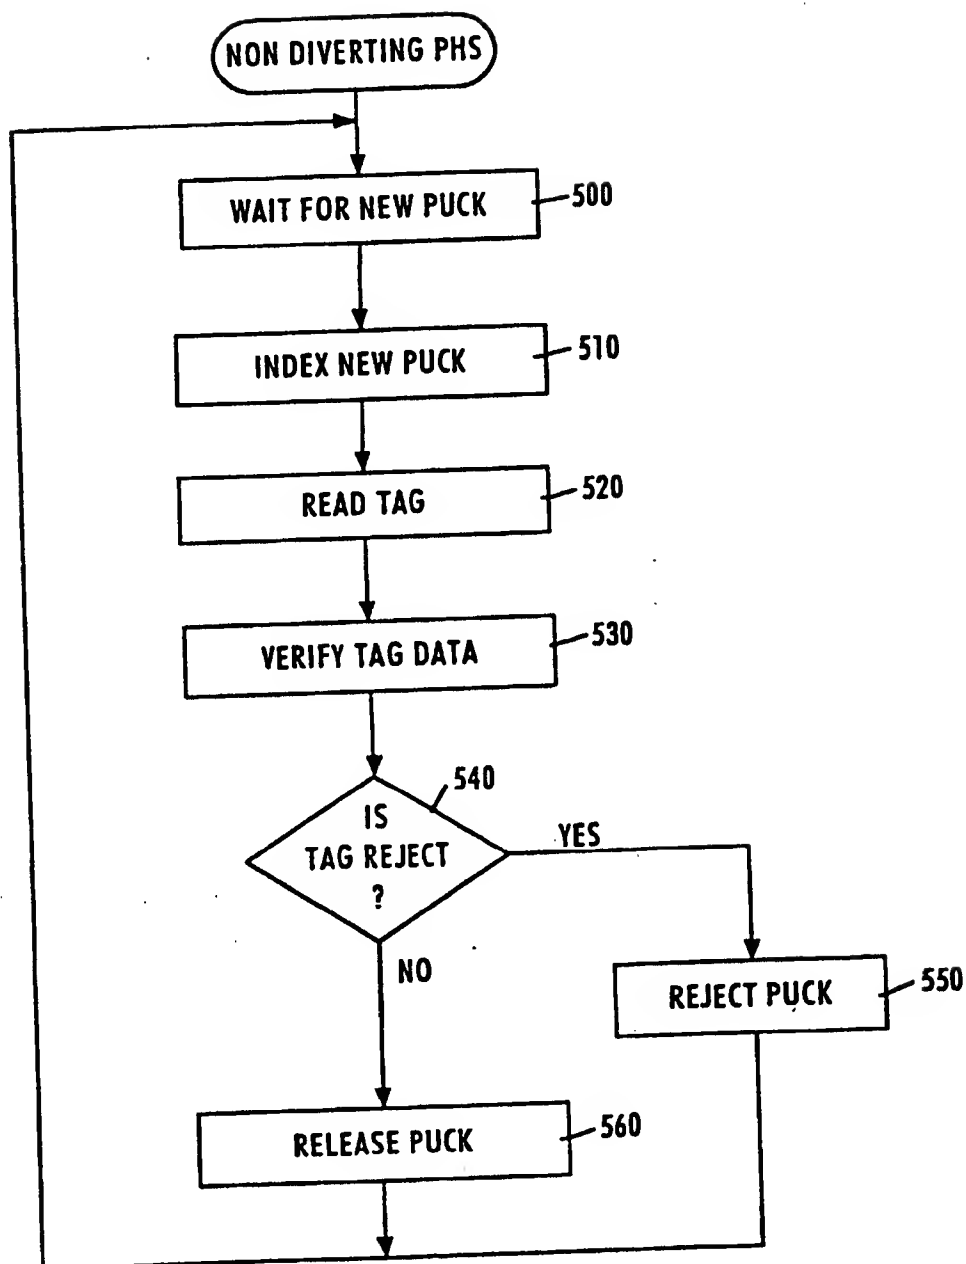 NON DIVERTING PHS
WAIT FOR NEW PUCK
500
INDEX NEW PUCK
510
READ TAG
520
VERIFY TAG DATA
530
540
IS
TAG REJECT
?
YES
NO
REJECT PUCK
550
RELEASE PUCK
560